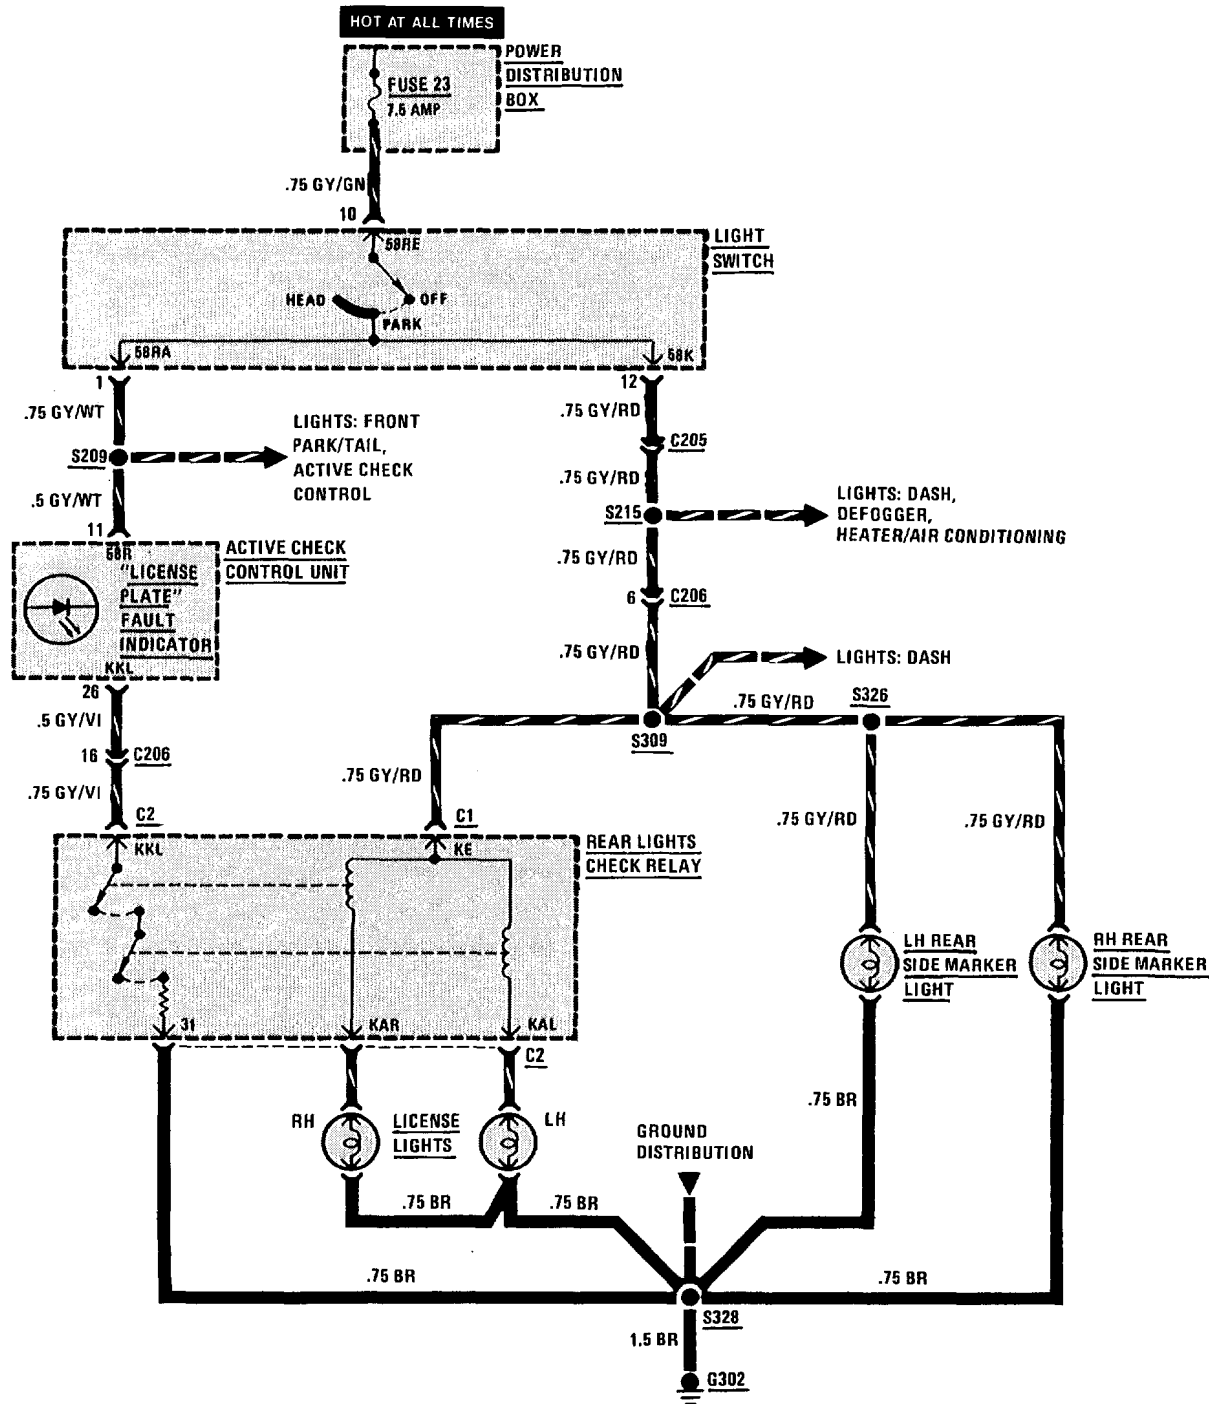 HOT AT ALL TIMES
POWER
DISTRIBUTION
BOX
FUSE 23
7.5 AMP
.75 GY/GN
10
LIGHT
SWITCH
58RE
HEAD
OFF
PARK
58RA
58K
1
12
.75 GY/WT
.75 GY/RD
LIGHTS: FRONT
PARK/TAIL,
ACTIVE CHECK
CONTROL
C205
S209
.75 GY/RD
.5 GY/WT
LIGHTS: DASH,
DEFOGGER,
HEATER/AIR CONDITIONING
S215
11
58R
ACTIVE CHECK
CONTROL UNIT
.75 GY/RD
"LICENSE
PLATE"
FAULT
INDICATOR
6
C206
KKL
.75 GY/RD
LIGHTS: DASH
26
.5 GY/VI
.75 GY/RD
S326
S309
16
C206
.75 GY/VI
.75 GY/RD
C2
C1
.75 GY/RD
.75 GY/RD
KKL
KE
REAR LIGHTS
CHECK RELAY
LH REAR
SIDE MARKER
LIGHT
RH REAR
SIDE MARKER
LIGHT
31
KAR
KAL
C2
.75 BR
RH
LICENSE
LIGHTS
LH
GROUND
DISTRIBUTION
.75 BR
.75 BR
.75 BR
.75 BR
S328
1.5 BR
G302